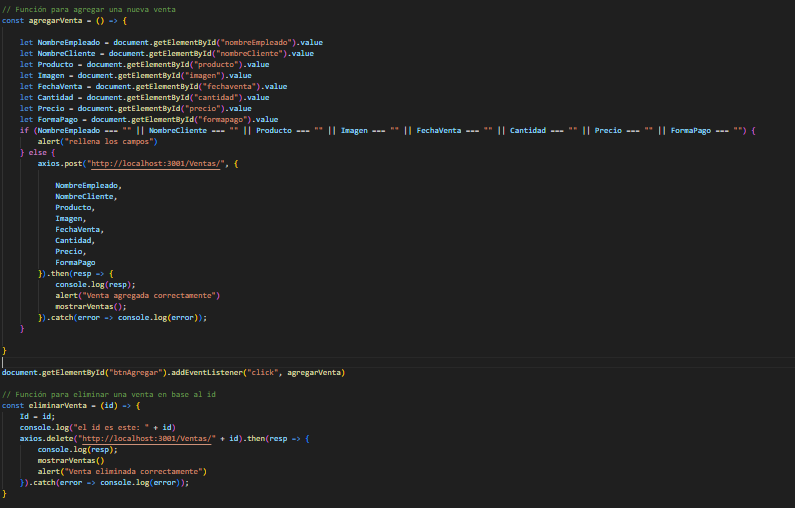 // Función para agregar una nueva venta
const agregarVenta = () => {
let NombreEmpleado = document.getElementById("nombreEmpleado").value
let NombreCliente = document.getElementById("nombreCliente").value
let Producto = document.getElementById("producto").value
let Imagen = document.getElementById("imagen").value
let FechaVenta = document.getElementById("fechaventa").value
let Cantidad = document.getElementById("cantidad").value
let Precio = document.getElementById("precio").value
let FormaPago = document.getElementById("formapago").value
if (NombreEmpleado === "" || NombreCliente === "" || Producto === "" || Imagen === "" || FechaVenta === "" || Cantidad === "" || Precio === "" || FormaPago === "") {
alert("rellena los campos")
} else {
axios.post("http://localhost:3001/Ventas/", {
NombreEmpleado,
NombreCliente,
Producto,
Imagen,
FechaVenta,
Cantidad,
Precio,
FormaPago
}).then(resp => {
console.log(resp);
alert("Venta agregada correctamente")
mostrarVentas();
}).catch(error => console.log(error));
}
}
document.getElementById("btnAgregar").addEventListener("click", agregarVenta)
// Función para eliminar una venta en base al id
const eliminarVenta = (id) => {
Id = id;
console.log("el id es este: " + id)
axios.delete("http://localhost:3001/Ventas/" + id).then(resp => {
console.log(resp);
mostrarVentas()
alert("Venta eliminada correctamente")
}).catch(error => console.log(error));
}